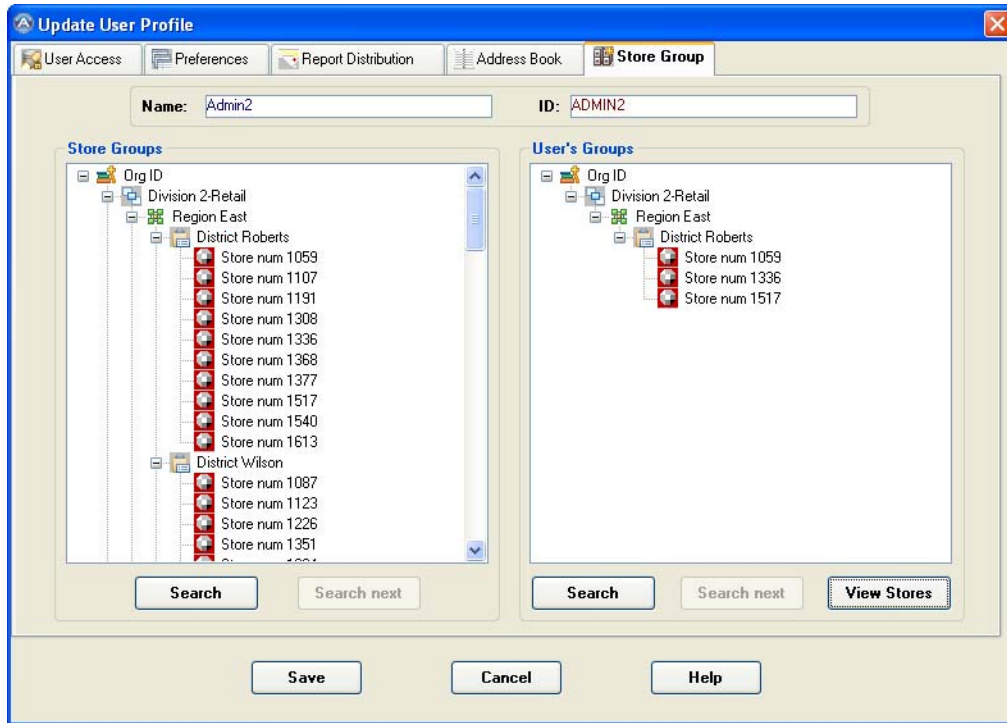 Update User Profile
User Access
Preferences
Report Distribution
Address Book
Store Group
Name: Admin2
ID: ADMIN2
Store Groups
Org ID
Division 2-Retail
Region East
District Roberts
Store num 1059
Store num 1107
Store num 1191
Store num 1308
Store num 1336
Store num 1368
Store num 1377
Store num 1517
Store num 1540
Store num 1613
District Wilson
Store num 1087
Store num 1123
Store num 1226
Store num 1351
Search
Search next
User's Groups
Org ID
Division 2-Retail
Region East
District Roberts
Store num 1059
Store num 1336
Store num 1517
Search
Search next
View Stores
Save
Cancel
Help